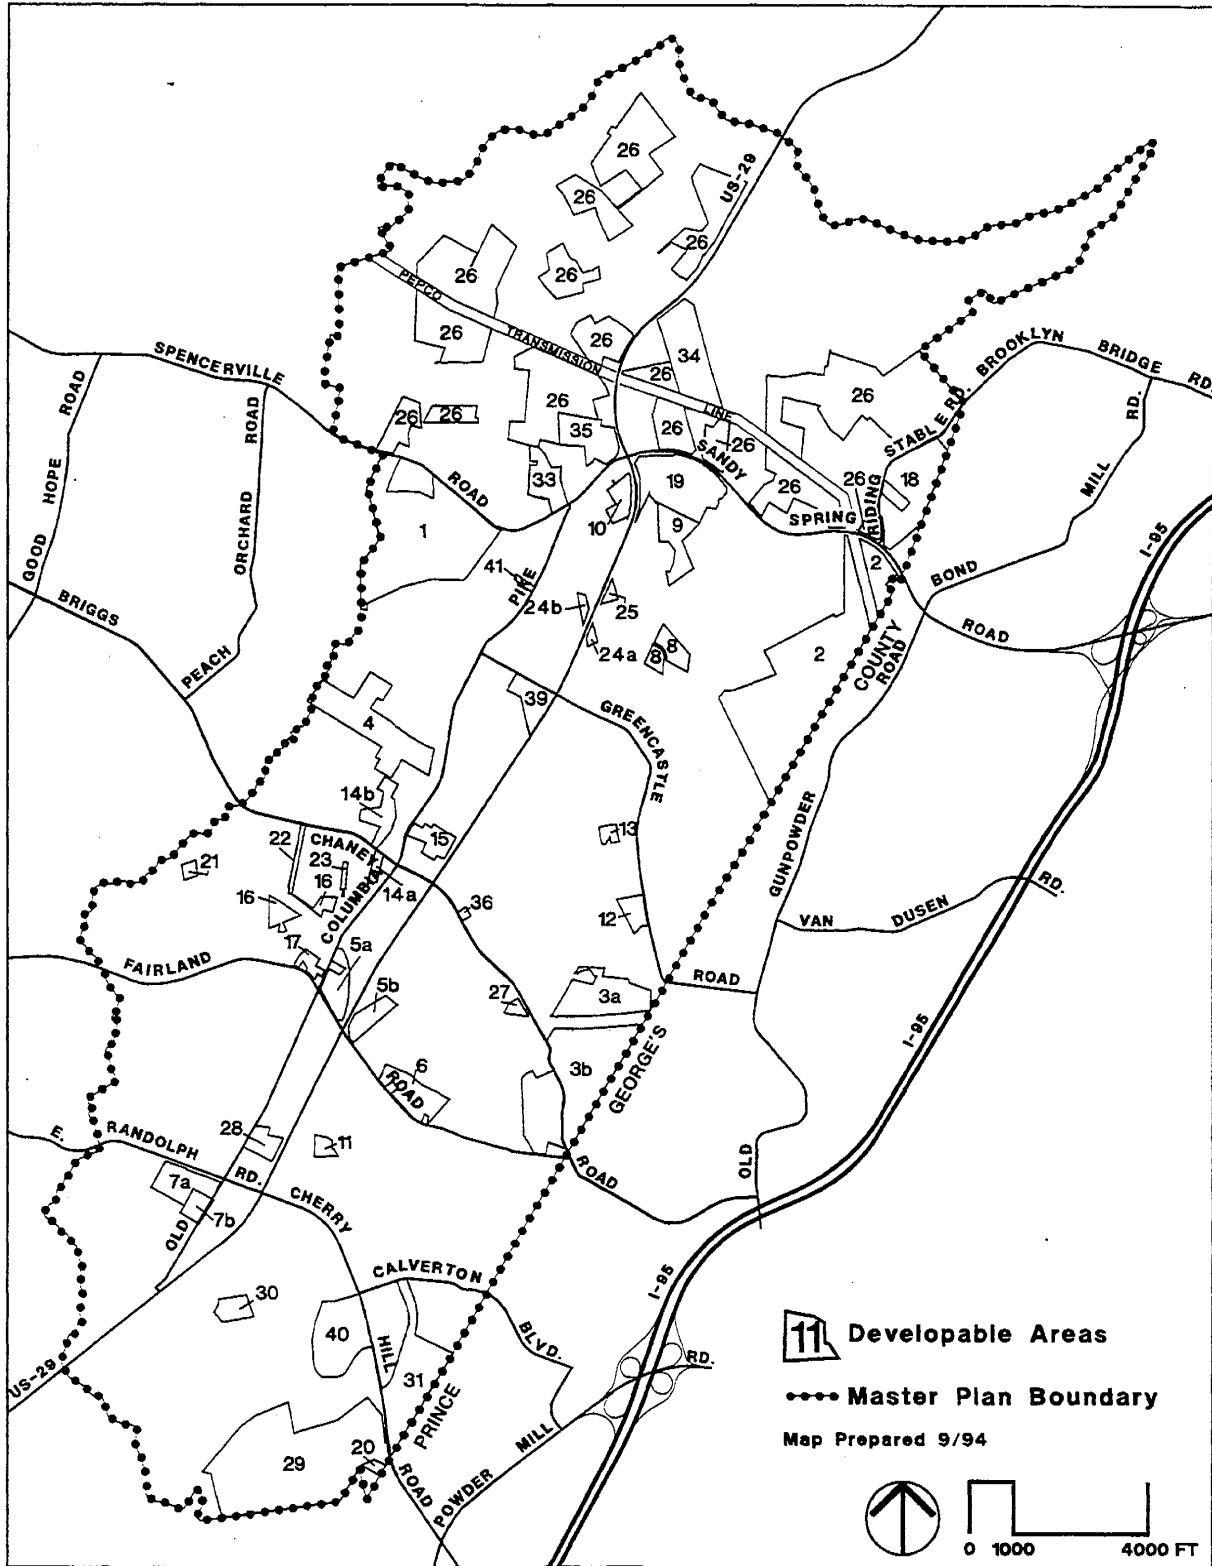 26
26
US-29
26
26
26
PEPCO
TRANSMISSION
LINE
26
26
34
26
SPENCERVILLE
ROAD
GOOD HOPE ROAD
PEACH ORCHARD ROAD
BRIGGS
CHANEY
26
26
26
35
33
26
26
SANDY
SPRING
ROAD
26
26
26
RIDING
STABLE RD.
18
BROOKLYN
BRIDGE
RD.
MILL
RD.
BOND
I-95
1
10
19
9
2
2
41
PIKE
24b
25
24a
8
8
COUNTY
ROAD
39
GREENCASTLE
ROAD
4
14b
15
13
GUNPOWDER
22
23
16
14a
COLUMBIA
21
16
17
36
12
VAN
DUSEN
RD.
FAIRLAND
ROAD
5a
5b
27
3a
3b
GEORGE'S
I-95
6
E.
RANDOLPH
RD.
28
11
CHERRY
HILL
ROAD
7a
7b
OLD
OLD
ROAD
CALVERTON
BLVD.
I-95
30
40
31
PRINCE
US-29
29
20
POWDER
MILL
RD.
11 Developable Areas
Master Plan Boundary
Map Prepared 9/94
0 1000 4000 FT